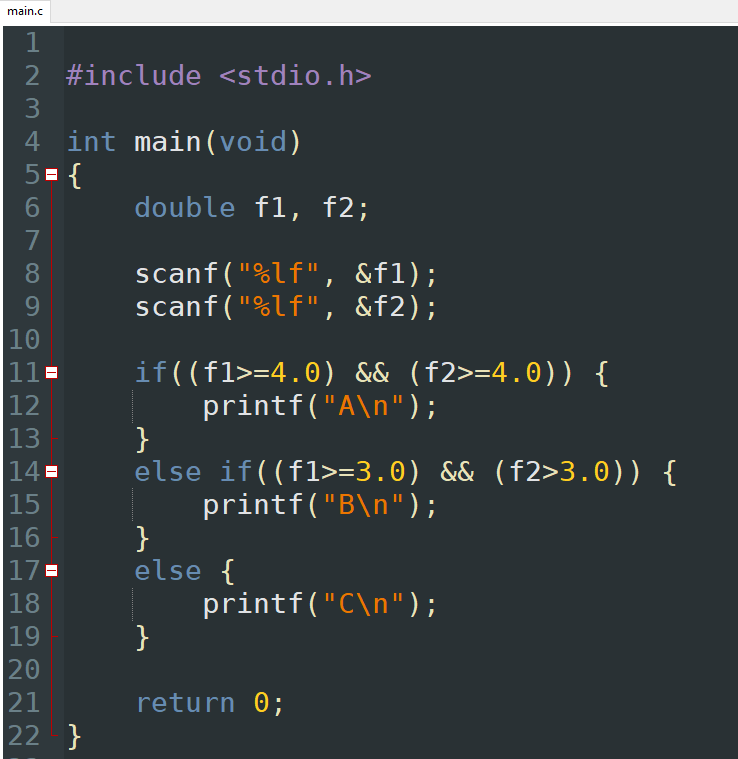 main.c
1
2 #include <stdio.h>
3
4 int main(void)
5 {
6     double f1, f2;
7
8     scanf("%lf", &f1);
9     scanf("%lf", &f2);
10
11     if((f1>=4.0) && (f2>=4.0)) {
12         printf("A\n");
13     }
14     else if((f1>=3.0) && (f2>3.0)) {
15         printf("B\n");
16     }
17     else {
18         printf("C\n");
19     }
20
21     return 0;
22 }